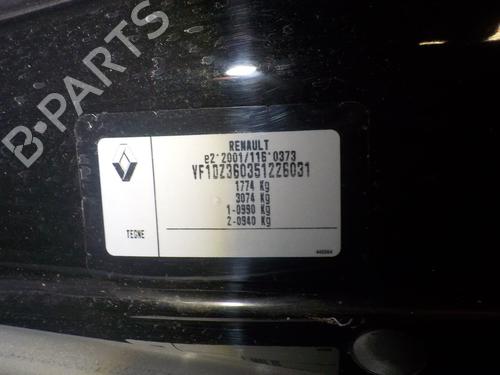 RENAULT
e2*2001/116*0373
VF1DZ360351226031
1774 Kg
3074 Kg
1-0990 Kg
2-0940 Kg
TECNE
B-PARTS